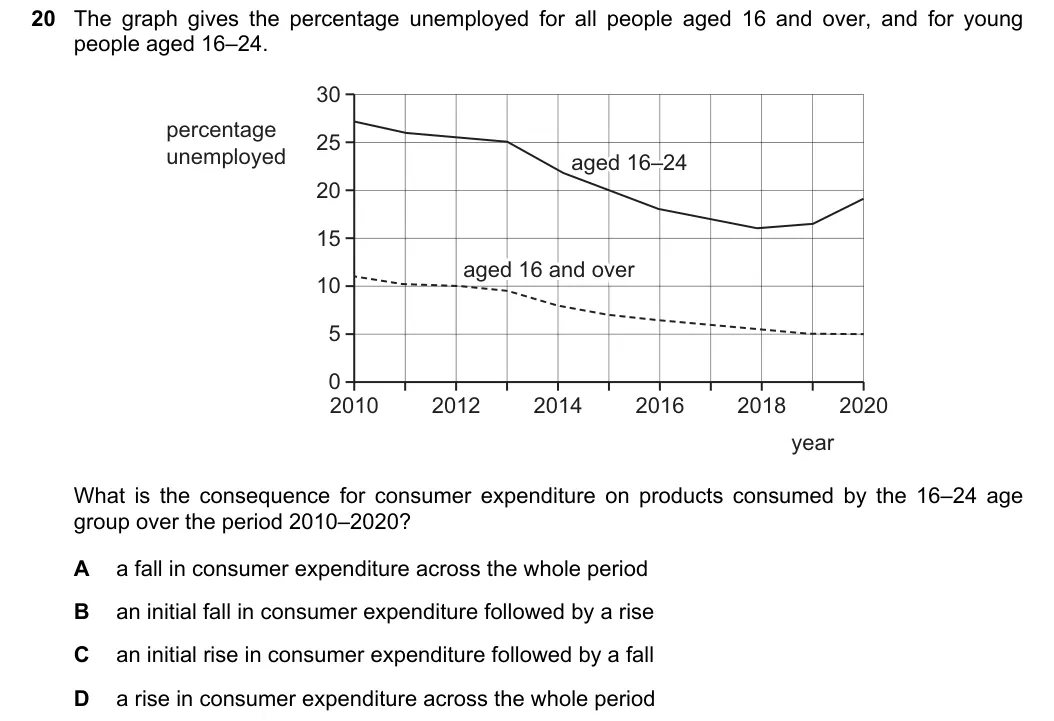 20 The graph gives the percentage unemployed for all people aged 16 and over, and for young
people aged 16–24.
30
percentage
unemployed
25
aged 16–24
20
15
aged 16 and over
10
5
0
2010 2012 2014 2016 2018 2020
year
What is the consequence for consumer expenditure on products consumed by the 16–24 age
group over the period 2010–2020?
A a fall in consumer expenditure across the whole period
B an initial fall in consumer expenditure followed by a rise
C an initial rise in consumer expenditure followed by a fall
D a rise in consumer expenditure across the whole period